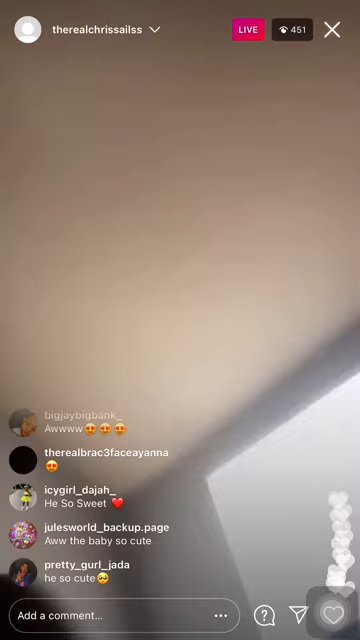 therealchrissailss
LIVE
451
bigjaybigbank_
Awwww😍😍😍
therealbrac3faceayanna
😍
icygirl_dajah_
He So Sweet ❤️
julesworld_backup.page
Aww the baby so cute
pretty_gurl_jada
he so cute🥺
Add a comment...